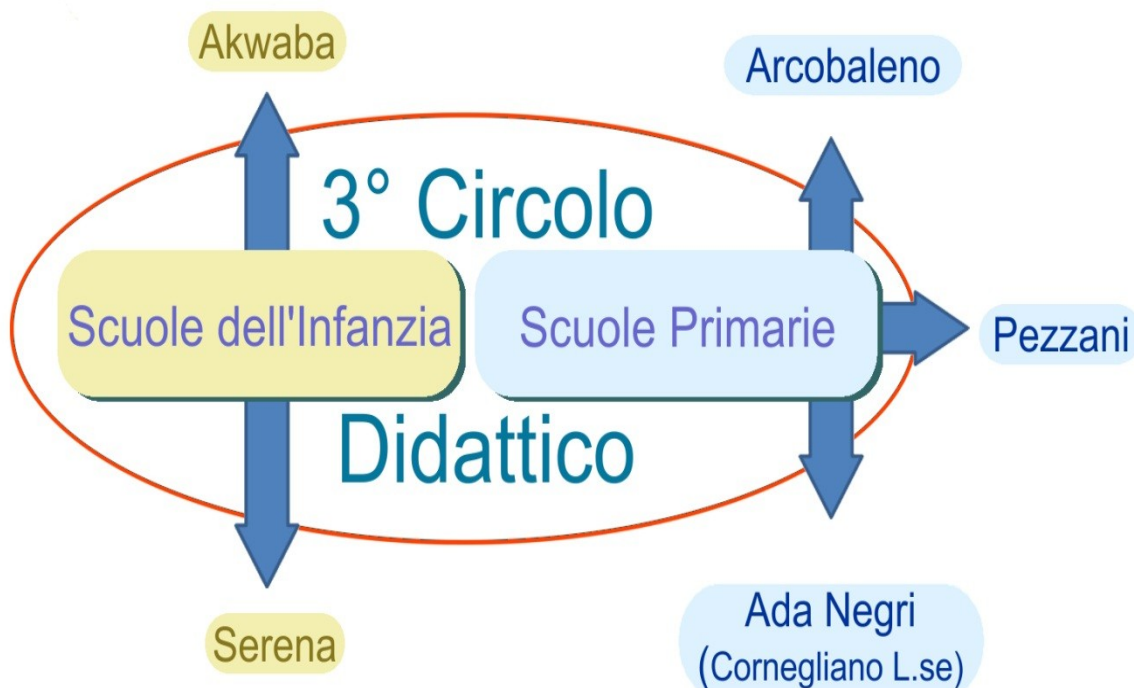 Akwaba
Arcobaleno
3° Circolo
Scuole dell'Infanzia
Scuole Primarie
Pezzani
Didattico
Serena
Ada Negri
(Cornegliano L.se)